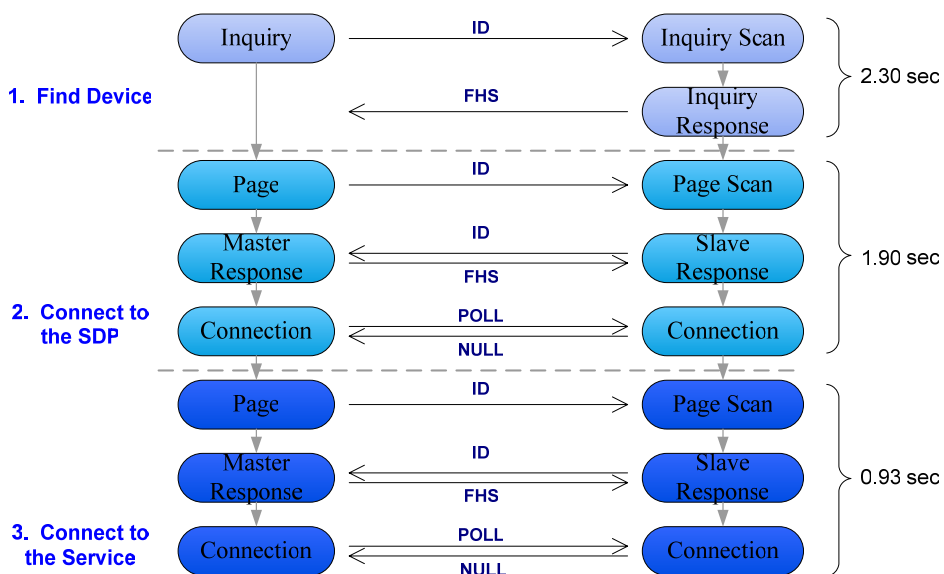 Inquiry
ID
Inquiry Scan
2.30 sec
1. Find Device
FHS
Inquiry
Response
Page
ID
Page Scan
Master
Response
ID
FHS
Slave
Response
1.90 sec
2. Connect to
the SDP
Connection
POLL
NULL
Connection
Page
ID
Page Scan
Master
Response
ID
FHS
Slave
Response
0.93 sec
3. Connect to
the Service
Connection
POLL
NULL
Connection